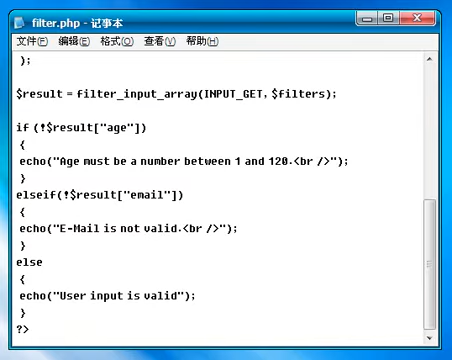 filter.php - 记事本
文件(F) 编辑(E) 格式(O) 查看(V) 帮助(H)
);
$result = filter_input_array(INPUT_GET, $filters);
if (!$result["age"])
{
echo("Age must be a number between 1 and 120.<br />");
}
elseif(!$result["email"])
{
echo("E-Mail is not valid.<br />");
}
else
{
echo("User input is valid");
}
?>